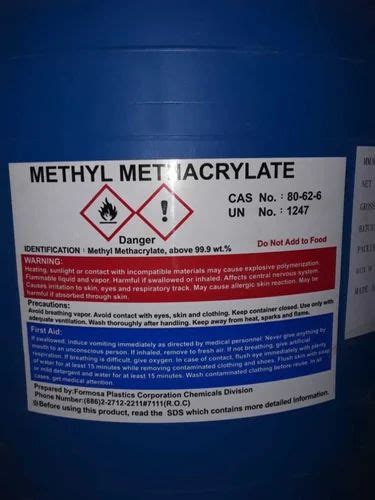 METHYL METHACRYLATE
CAS No. : 80-62-6
UN No. : 1247
Danger
Do Not Add to Food
IDENTIFICATION : Methyl Methacrylate, above 99.9 wt.%
WARNING:
Heating, sunlight or contact with incompatible materials may cause explosive polymerization.
Flammable liquid and vapor. Harmful if swallowed or inhaled. Affects central nervous system.
Causes irritation to skin, eyes and respiratory track. May cause allergic skin reaction. May be
harmful if absorbed through skin.
Precautions:
Avoid breathing vapor. Avoid contact with eyes, skin and clothing. Keep container closed. Use only with
adequate ventilation. Wash thoroughly after handling. Keep away from heat, sparks and flame.
First Aid:
If swallowed, induce vomiting immediately as directed by medical personnel. Never give anything by
mouth to an unconscious person. If inhaled, remove to fresh air. If not breathing, give artificial
respiration. If breathing is difficult, give oxygen. In case of contact, flush eye immediately with plenty
of water for at least 15 minutes while removing contaminated clothing and shoes. Flush skin with soap
or mild detergent and water for at least 15 minutes. Wash contaminated clothing before reuse. In all
cases, get medical attention.
Prepared by:Formosa Plastics Corporation Chemicals Division
Phone Number:(886)2-2712-2211#7111(R.O.C)
Before using this product, read the SDS which contains more detailed information.
NET
GROSS